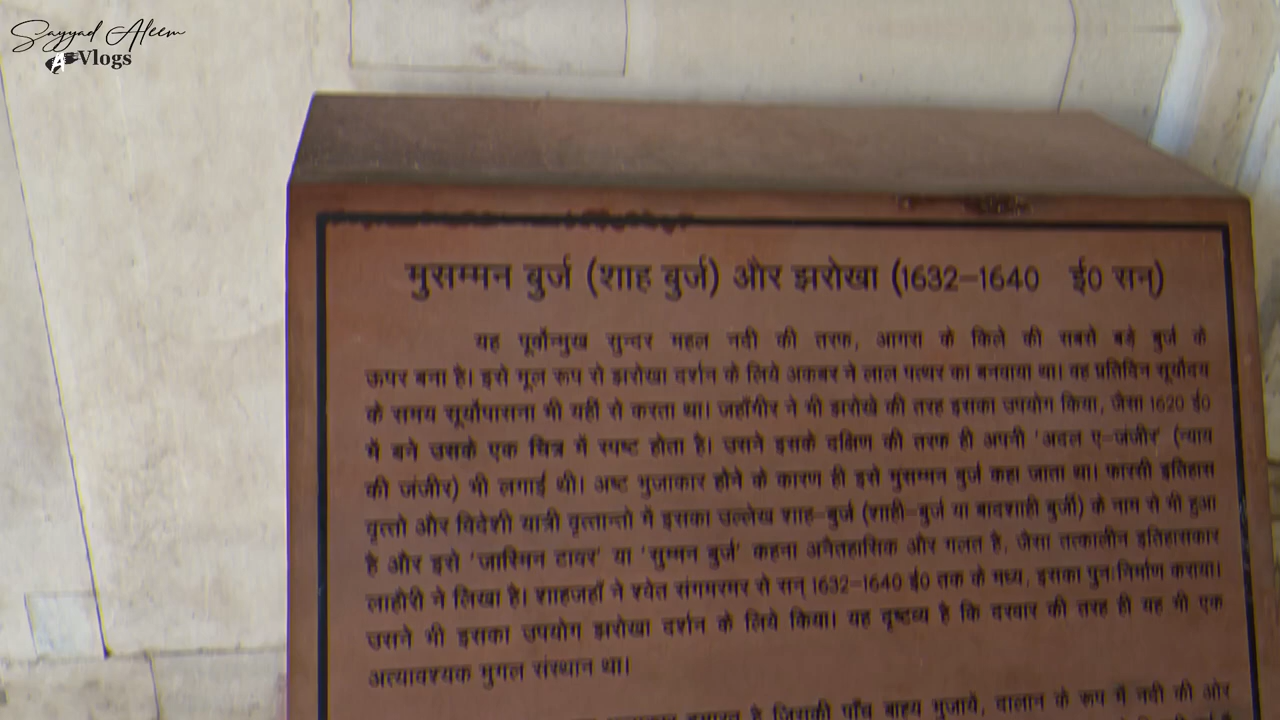 Sayyad Aleem
A Vlogs
मुसम्मन बुर्ज (शाह बुर्ज) और झरोखा (1632–1640 ई0 सन्)
यह पूर्वोन्मुख सुन्दर महल नदी की तरफ, आगरा के किले की सबसे बड़े बुर्ज के
ऊपर बना है। इसे मूल रूप से झरोखा दर्शन के लिये अकबर ने लाल पत्थर का बनवाया था। वह प्रतिदिन सूर्योदय
के समय सूर्योपासना भी यहीं से करता था। जहाँगीर ने भी झरोखे की तरह इसका उपयोग किया, जैसा 1620 ई0
में बने उसके एक चित्र में स्पष्ट होता है। उसने इसके दक्षिण की तरफ ही अपनी 'अदल ए–जंजीर' (न्याय
की जंजीर) भी लगाई थी। अष्ट भुजाकार होने के कारण ही इसे मुसम्मन बुर्ज कहा जाता था। फारसी इतिहास
वृत्तो और विदेशी यात्री वृत्तान्तो में इसका उल्लेख शाह–बुर्ज (शाही–बुर्ज या बादशाही बुर्ज) के नाम से भी हुआ
है और इसे 'जास्मिन टावर' या 'सुम्मन बुर्ज' कहना अनैतहासिक और गलत है, जैसा तत्कालीन इतिहासकार
लाहौरी ने लिखा है। शाहजहाँ ने श्वेत संगमरमर से सन् 1632–1640 ई0 तक के मध्य, इसका पुनःनिर्माण कराया।
उसने भी इसका उपयोग झरोखा दर्शन के लिये किया। यह दृष्टव्य है कि दरबार की तरह ही यह भी एक
अत्यावश्यक मुगल संस्थान था।
है जिसकी पाँच बाह्य भुजायें, दालान के रूप में नदी की ओर